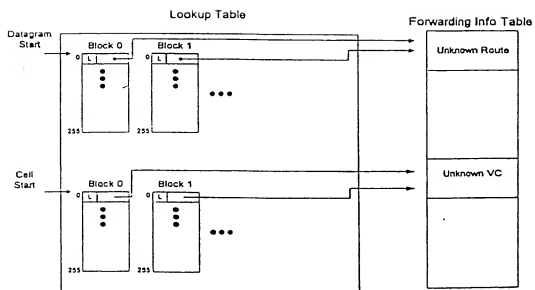 Lookup Table
Forwarding Info Table
Datagram
Start
Block 0
Block 1
0
L
0
L
255
255
Unknown Route
Cell
Start
Block 0
Block 1
0
L
0
L
255
255
Unknown VC